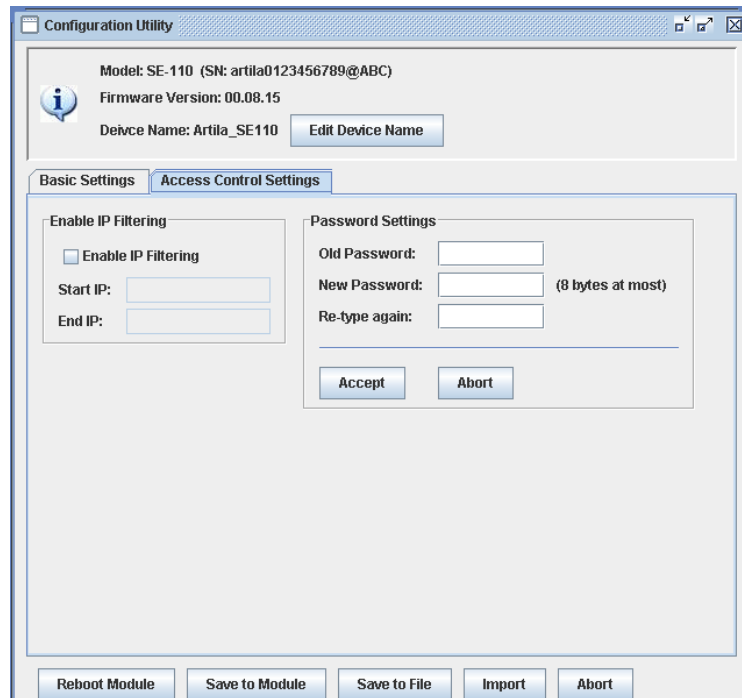 Configuration Utility
Model: SE-110 (SN: artila0123456789@ABC)
Firmware Version: 00.08.15
Deivce Name: Artila_SE110 Edit Device Name
Basic Settings Access Control Settings
Enable IP Filtering
Enable IP Filtering
Start IP:
End IP:
Password Settings
Old Password:
New Password: (8 bytes at most)
Re-type again:
Accept Abort
Reboot Module Save to Module Save to File Import Abort